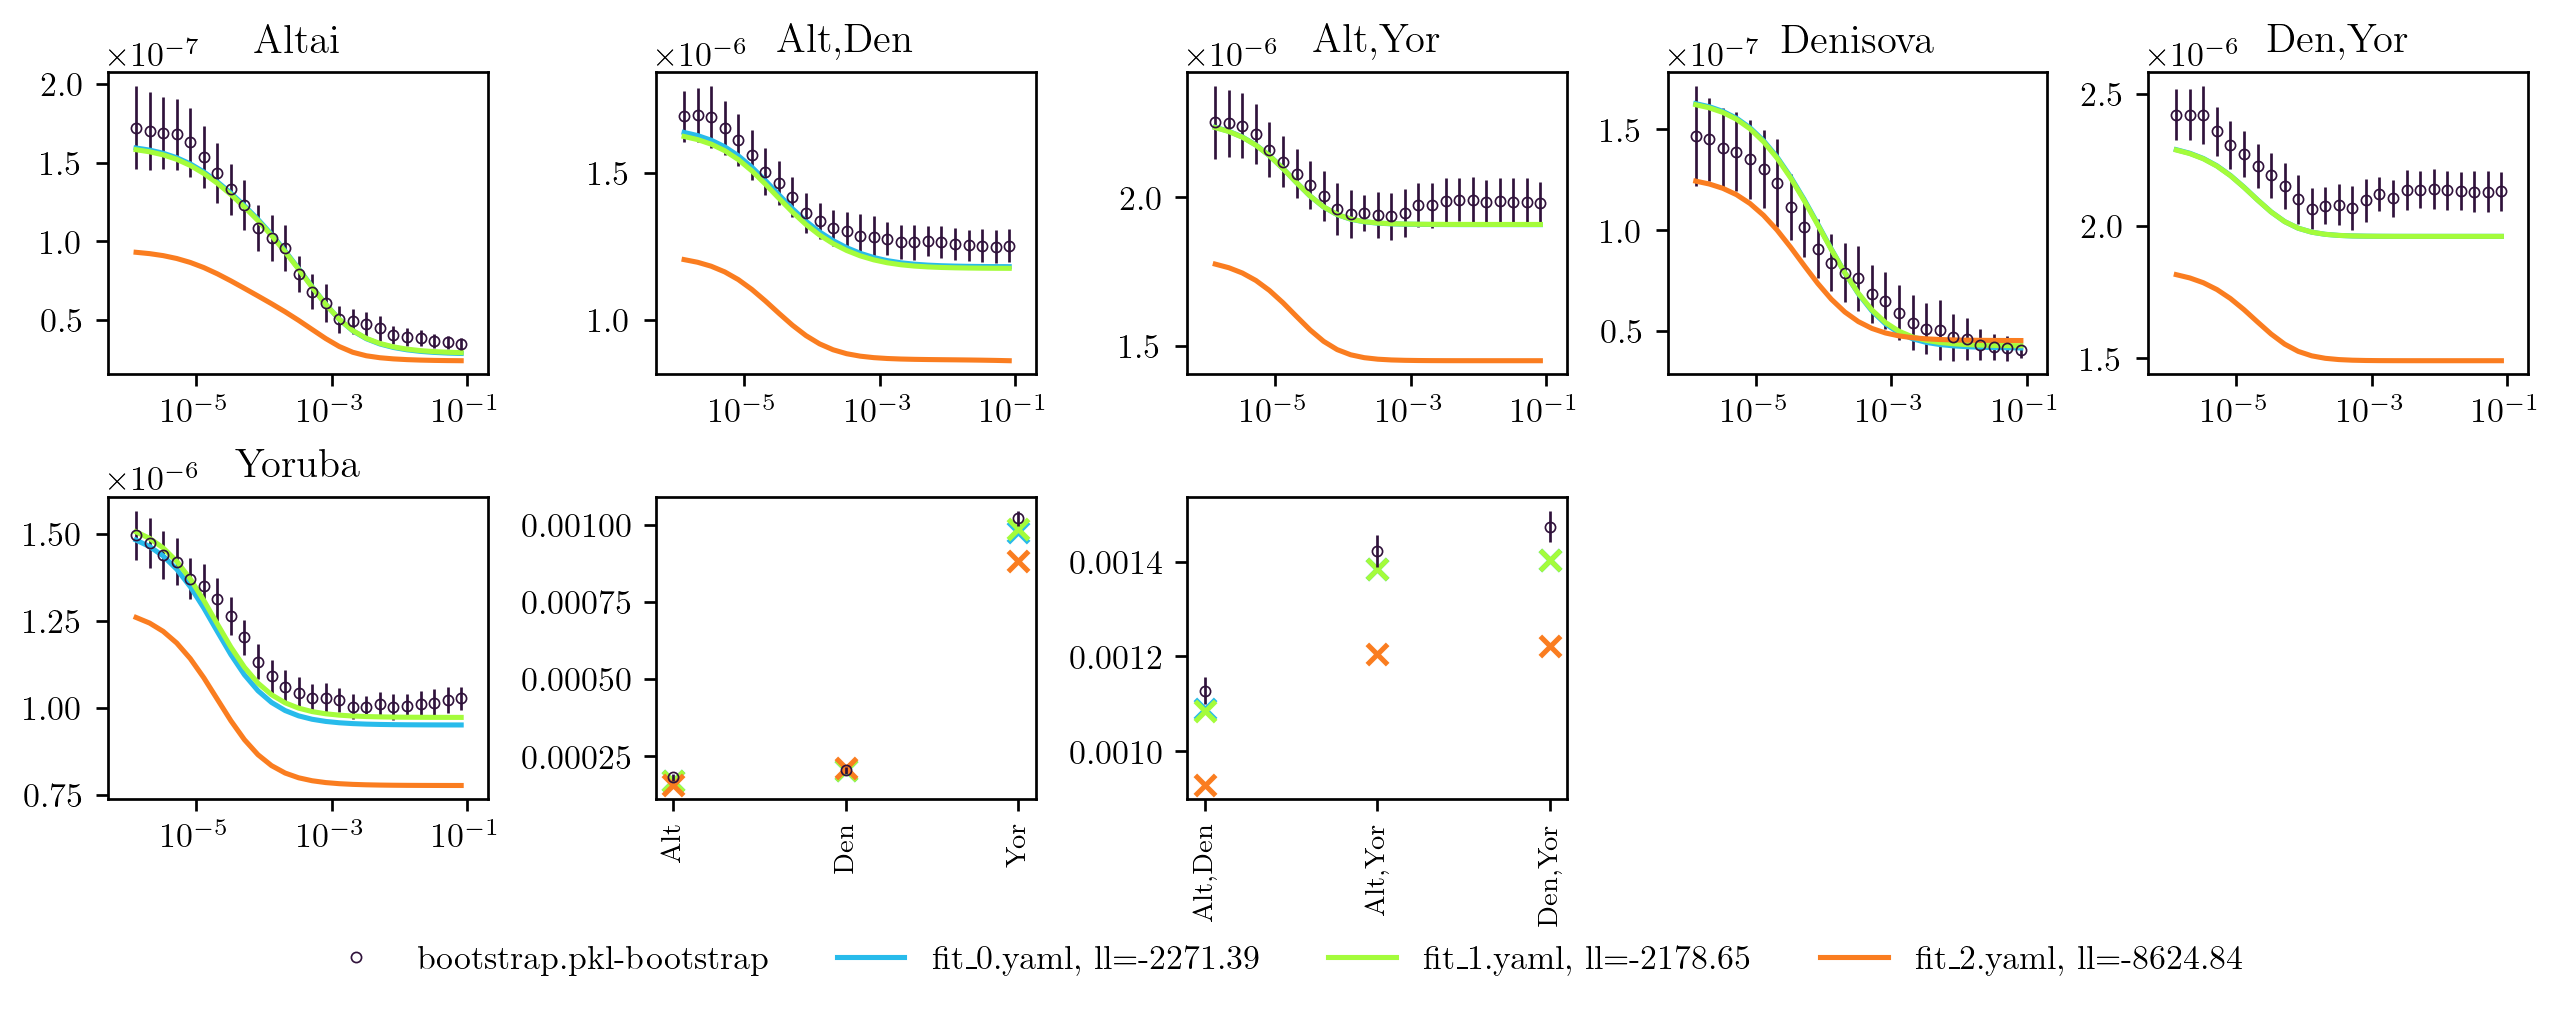 Altai
×10⁻⁷
2.0
1.5
1.0
0.5
10⁻⁵ 10⁻³ 10⁻¹
Alt,Den
×10⁻⁶
1.5
1.0
10⁻⁵ 10⁻³ 10⁻¹
Alt,Yor
×10⁻⁶
2.0
1.5
10⁻⁵ 10⁻³ 10⁻¹
Denisova
×10⁻⁷
1.5
1.0
0.5
10⁻⁵ 10⁻³ 10⁻¹
Den,Yor
×10⁻⁶
2.5
2.0
1.5
10⁻⁵ 10⁻³ 10⁻¹
Yoruba
×10⁻⁶
1.50
1.25
1.00
0.75
10⁻⁵ 10⁻³ 10⁻¹
0.00100
0.00075
0.00050
0.00025
Alt
Den
Yor
0.0014
0.0012
0.0010
Alt,Den
Alt,Yor
Den,Yor
bootstrap.pkl-bootstrap
fit_0.yaml, ll=-2271.39
fit_1.yaml, ll=-2178.65
fit_2.yaml, ll=-8624.84